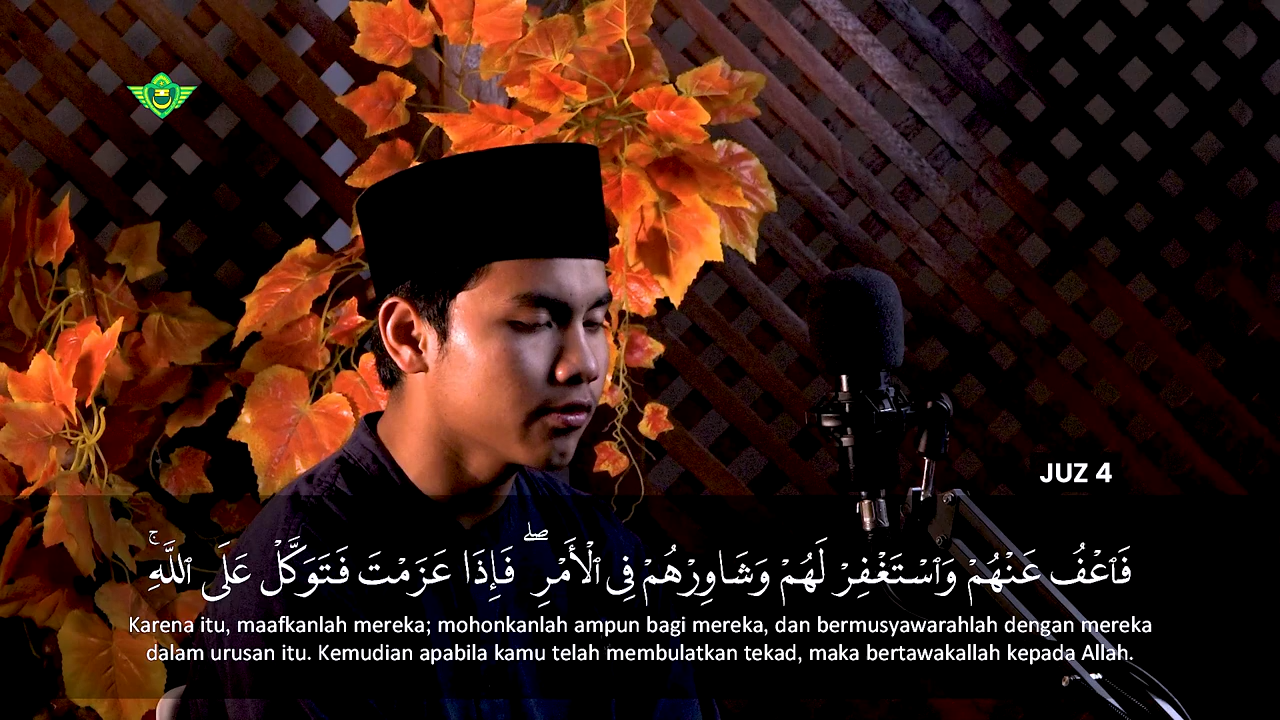 JUZ 4
فَٱعْفُ عَنْهُمْ وَٱسْتَغْفِرْ لَهُمْ وَشَاوِرْهُمْ فِى ٱلْأَمْرِ ۖ فَإِذَا عَزَمْتَ فَتَوَكَّلْ عَلَى ٱللَّهِ ۚ
Karena itu, maafkanlah mereka; mohonkanlah ampun bagi mereka, dan bermusyawarahlah dengan mereka
dalam urusan itu. Kemudian apabila kamu telah membulatkan tekad, maka bertawakallah kepada Allah.